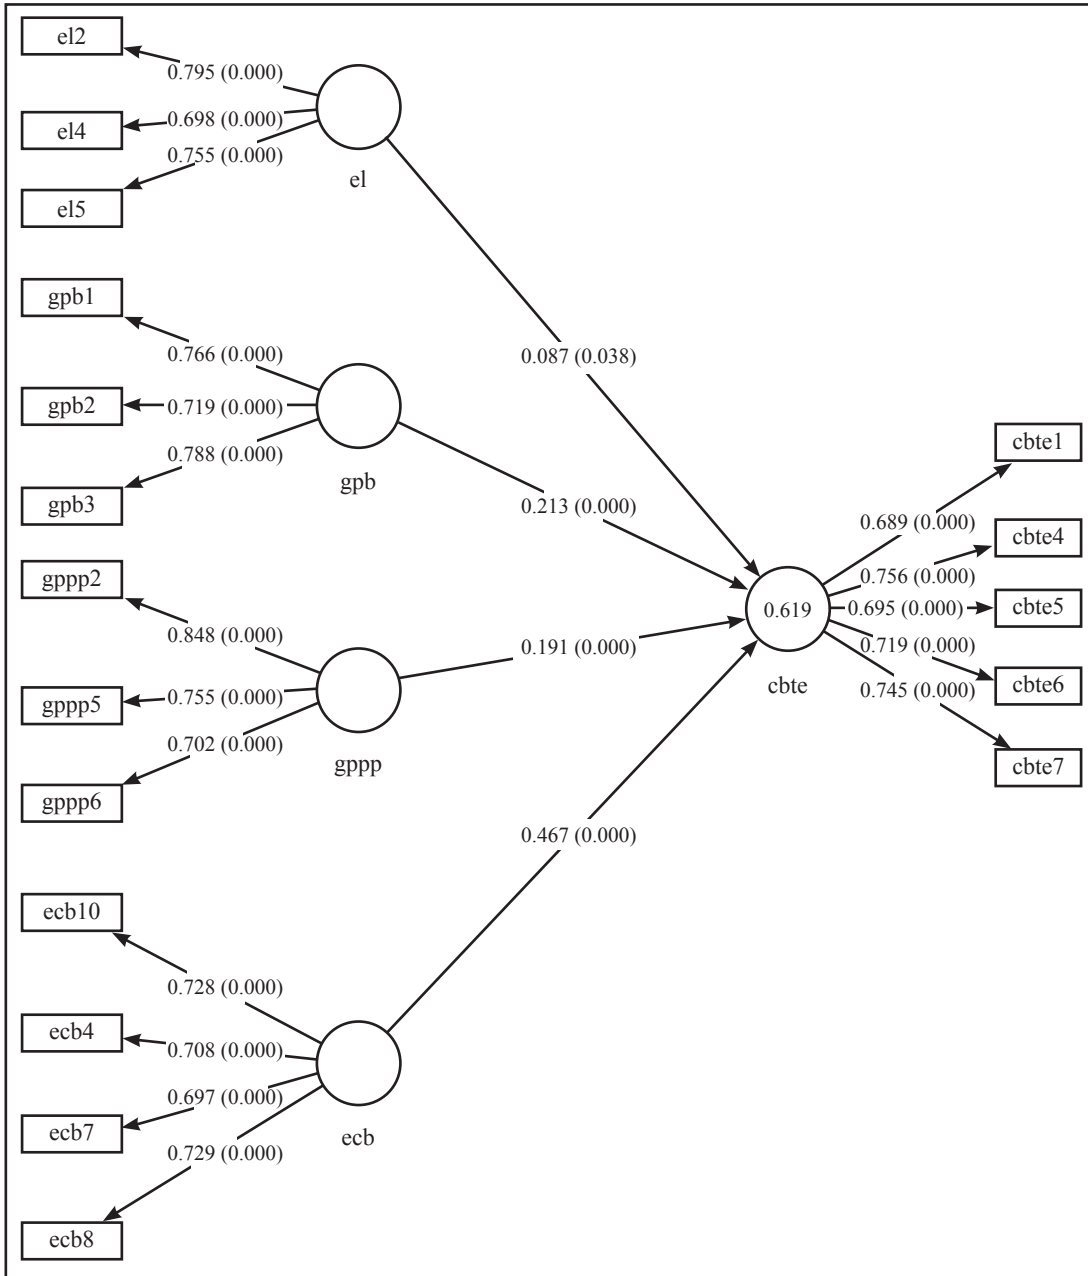 el2
0.795 (0.000)
el4
0.698 (0.000)
0.755 (0.000)
el5
el
gpb1
0.766 (0.000)
gpb2
0.719 (0.000)
0.788 (0.000)
gpb3
gpb
gppp2
0.848 (0.000)
gppp5
0.755 (0.000)
0.702 (0.000)
gppp6
gppp
ecb10
0.728 (0.000)
ecb4
0.708 (0.000)
0.697 (0.000)
ecb7
0.729 (0.000)
ecb8
ecb
0.087 (0.038)
0.213 (0.000)
0.191 (0.000)
0.467 (0.000)
0.619
cbte
cbte1
0.689 (0.000)
cbte4
0.756 (0.000)
0.695 (0.000)
cbte5
0.719 (0.000)
cbte6
0.745 (0.000)
cbte7